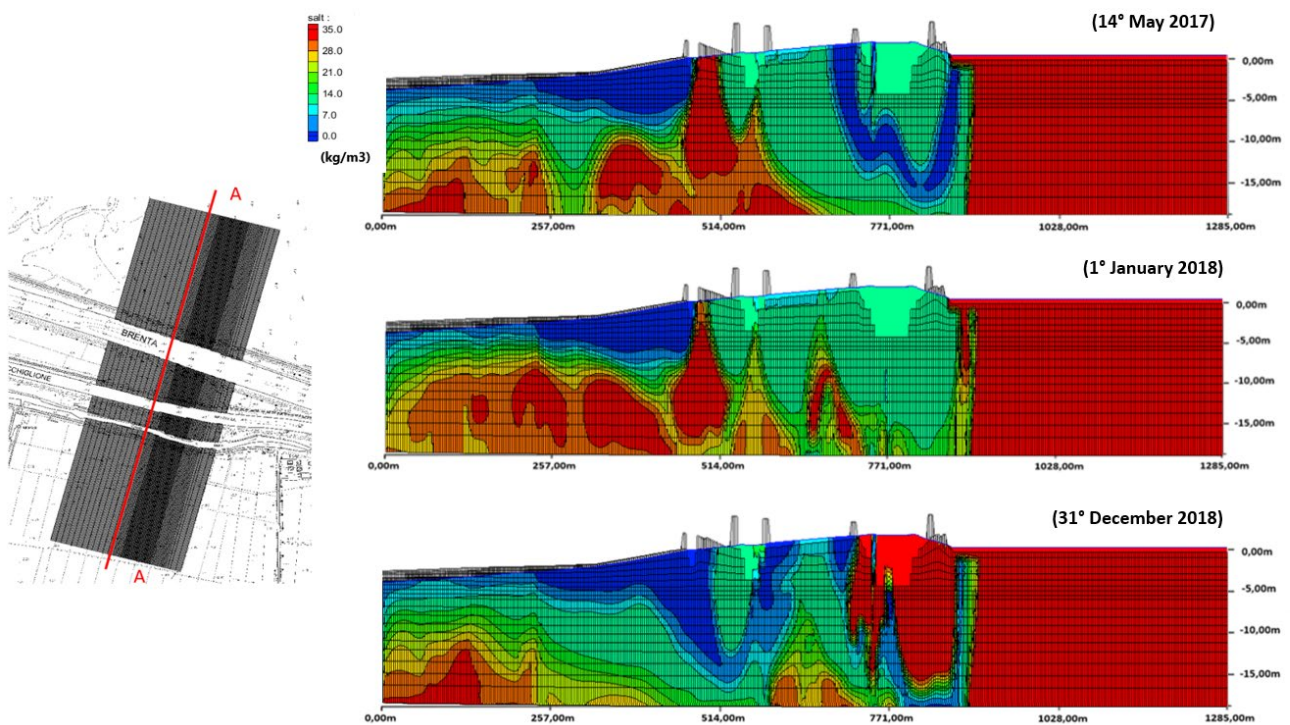 salt :
35.0
28.0
21.0
14.0
7.0
0.0
(kg/m3)
(14° May 2017)
0,00m
-5,00m
-10,00m
-15,00m
0,00m 257,00m 514,00m 771,00m 1028,00m 1285,00m
A
BRENTA
CCHIGLIONE
A
(1° January 2018)
0,00m
-5,00m
-10,00m
-15,00m
0,00m 257,00m 514,00m 771,00m 1028,00m 1285,00m
(31° December 2018)
0,00m
-5,00m
-10,00m
-15,00m
0,00m 257,00m 514,00m 771,00m 1028,00m 1285,00m